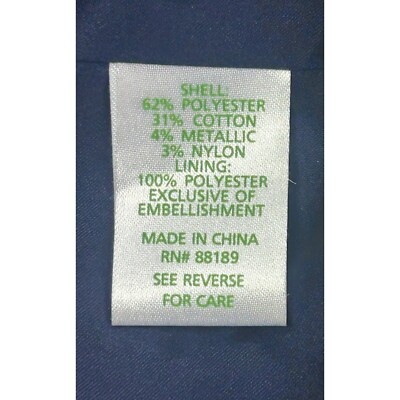 SHELL:
62% POLYESTER
31% COTTON
4% METALLIC
3% NYLON
LINING:
100% POLYESTER
EXCLUSIVE OF
EMBELLISHMENT
MADE IN CHINA
RN# 88189
SEE REVERSE
FOR CARE